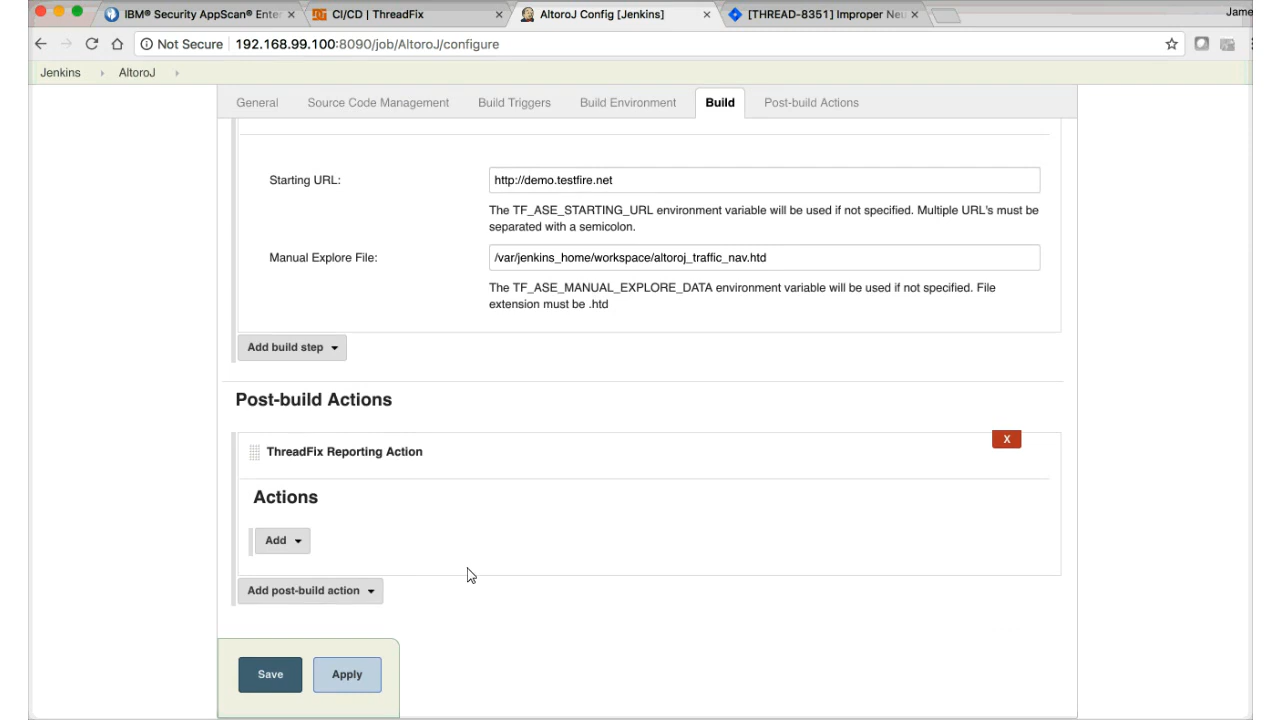 IBM® Security AppScan® Enter
CI/CD | ThreadFix
AltoroJ Config [Jenkins]
[THREAD-8351] Improper Neu
Jame
Not Secure
192.168.99.100:8090/job/AltoroJ/configure
Jenkins
AltoroJ
General
Source Code Management
Build Triggers
Build Environment
Build
Post-build Actions
Starting URL:
http://demo.testfire.net
The TF_ASE_STARTING_URL environment variable will be used if not specified. Multiple URL's must be
separated with a semicolon.
Manual Explore File:
/var/jenkins_home/workspace/altoroj_traffic_nav.htd
The TF_ASE_MANUAL_EXPLORE_DATA environment variable will be used if not specified. File
extension must be .htd
Add build step
Post-build Actions
X
ThreadFix Reporting Action
Actions
Add
Add post-build action
Save
Apply